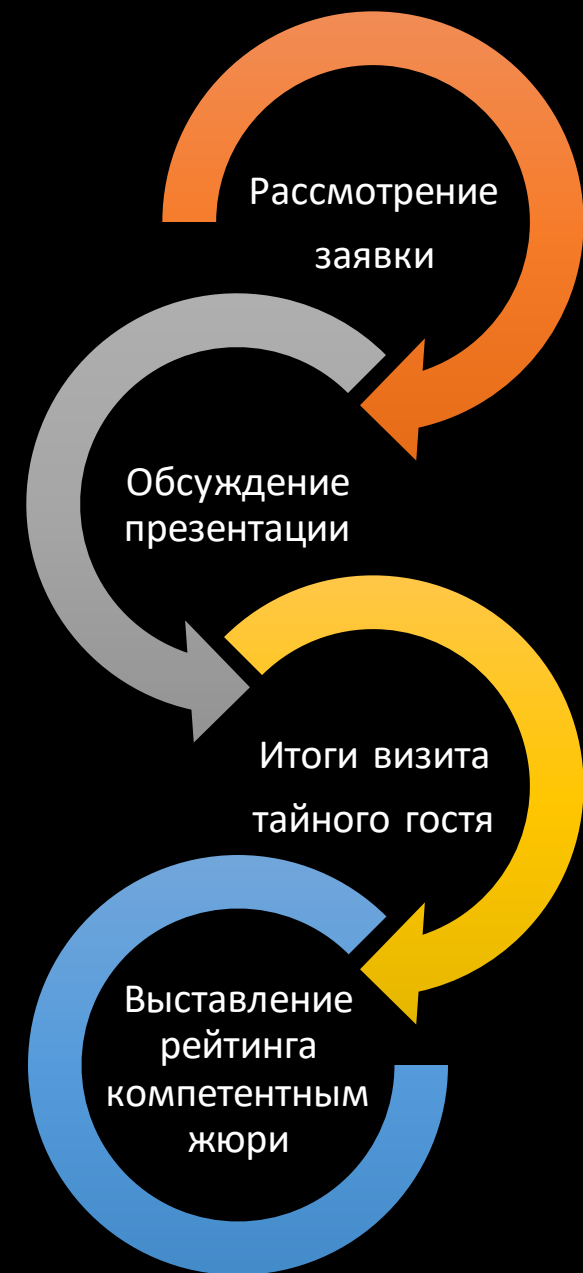 Рассмотрение
заявки
Обсуждение
презентации
Итоги визита
тайного гостя
Выставление
рейтинга
компетентным
жюри